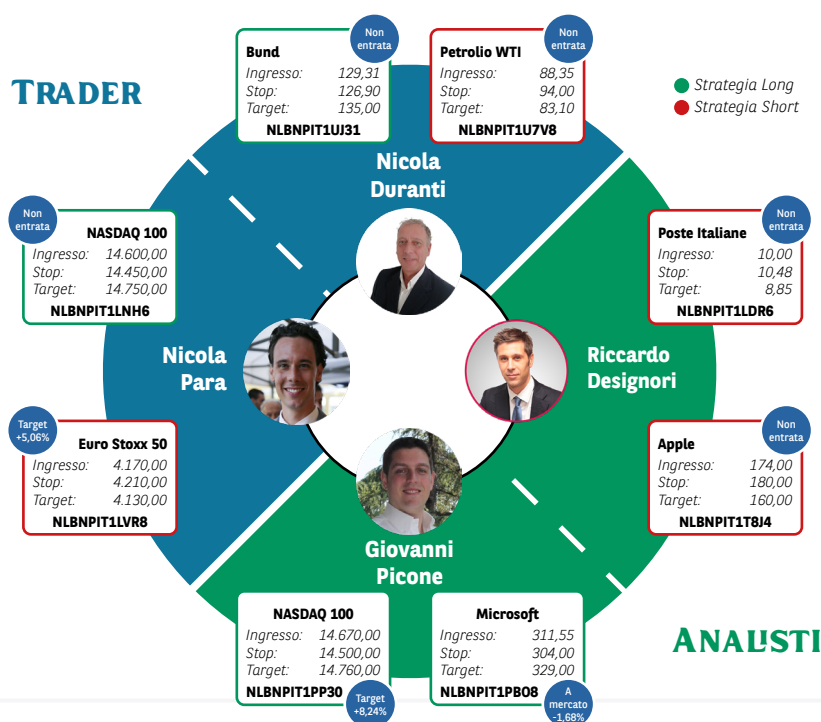 TRADER
Non
entrata
Bund
Ingresso: 129,31
Stop: 126,90
Target: 135,00
NLBNPIT1UJ31
Non
entrata
Petrolio WTI
Ingresso: 88,35
Stop: 94,00
Target: 83,10
NLBNPIT1U7V8
Strategia Long
Strategia Short
Nicola
Duranti
Non
entrata
NASDAQ 100
Ingresso: 14.600,00
Stop: 14.450,00
Target: 14.750,00
NLBNPIT1LNH6
Non
entrata
Poste Italiane
Ingresso: 10,00
Stop: 10,48
Target: 8,85
NLBNPIT1LDR6
Nicola
Para
Riccardo
Designori
Target
+5,06%
Euro Stoxx 50
Ingresso: 4.170,00
Stop: 4.210,00
Target: 4.130,00
NLBNPIT1LVR8
Non
entrata
Apple
Ingresso: 174,00
Stop: 180,00
Target: 160,00
NLBNPIT1T8J4
Giovanni
Picone
NASDAQ 100
Ingresso: 14.670,00
Stop: 14.500,00
Target: 14.760,00
NLBNPIT1PP30
Target
+8,24%
Microsoft
Ingresso: 311,55
Stop: 304,00
Target: 329,00
NLBNPIT1PBO8
A
mercato
-1,68%
ANALISTI